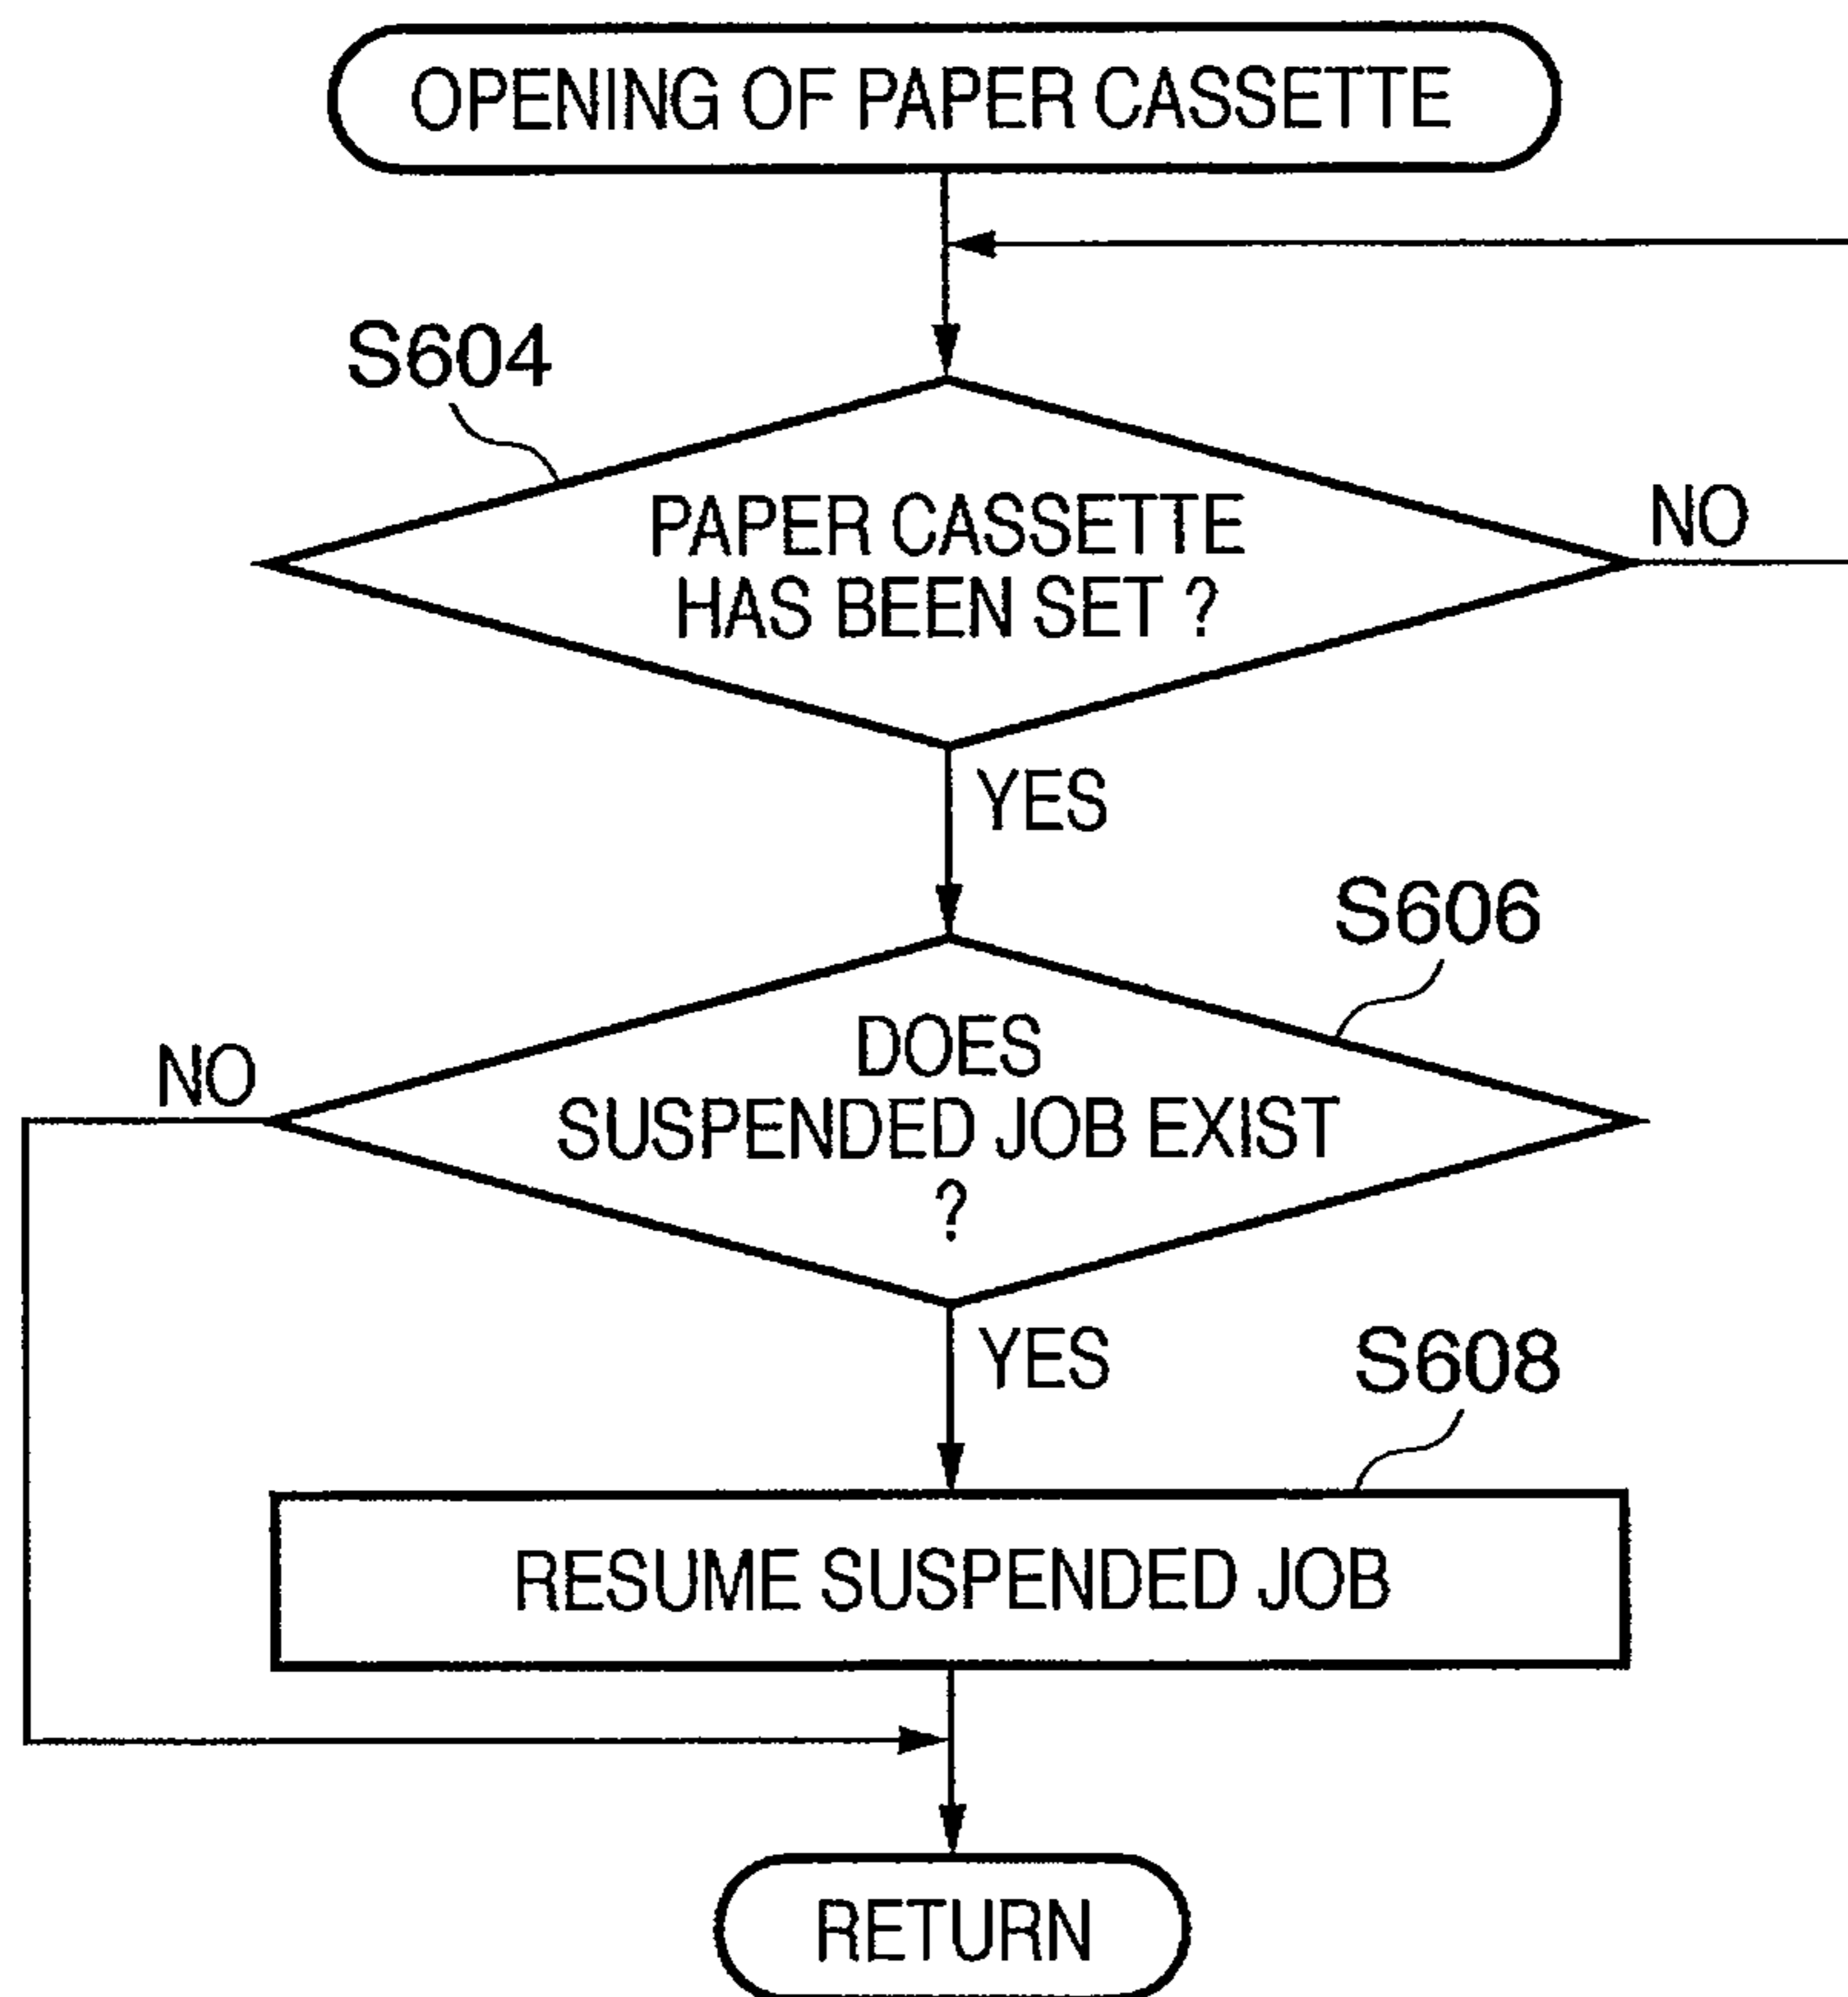 OPENING OF PAPER CASSETTE
S604
PAPER CASSETTE
HAS BEEN SET ?
NO
YES
S606
DOES
SUSPENDED JOB EXIST
?
NO
YES
S608
RESUME SUSPENDED JOB
RETURN